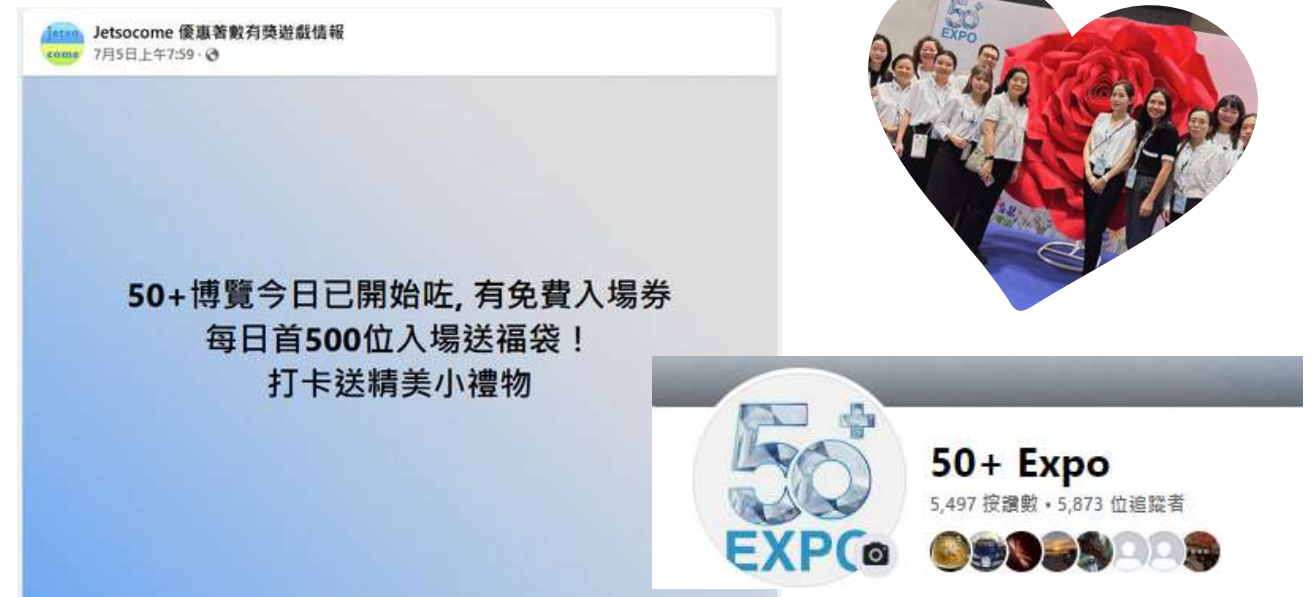 jetso
come
Jetsocome 優惠著數有獎遊戲情報
7月5日上午7:59 ·
50+博覽今日已開始咗, 有免費入場券
每日首500位入場送福袋！
打卡送精美小禮物
50+
EXPO
50+
EXPO
50+ Expo
5,497 按讚數 • 5,873 位追蹤者